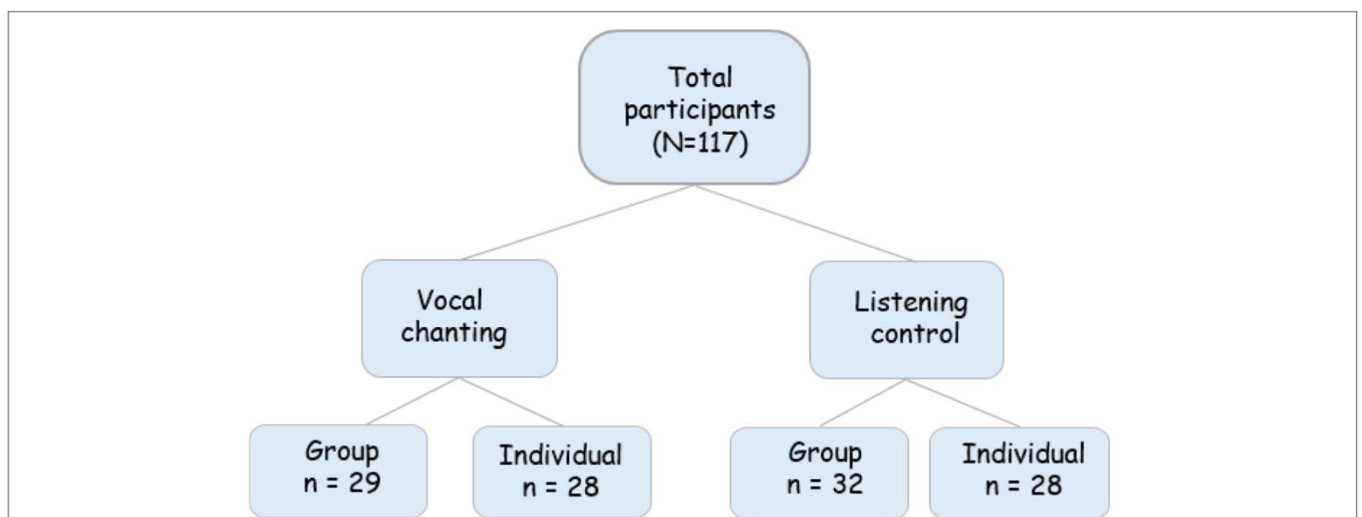 Total
participants
(N=117)
Vocal
chanting
Listening
control
Group
n = 29
Individual
n = 28
Group
n = 32
Individual
n = 28